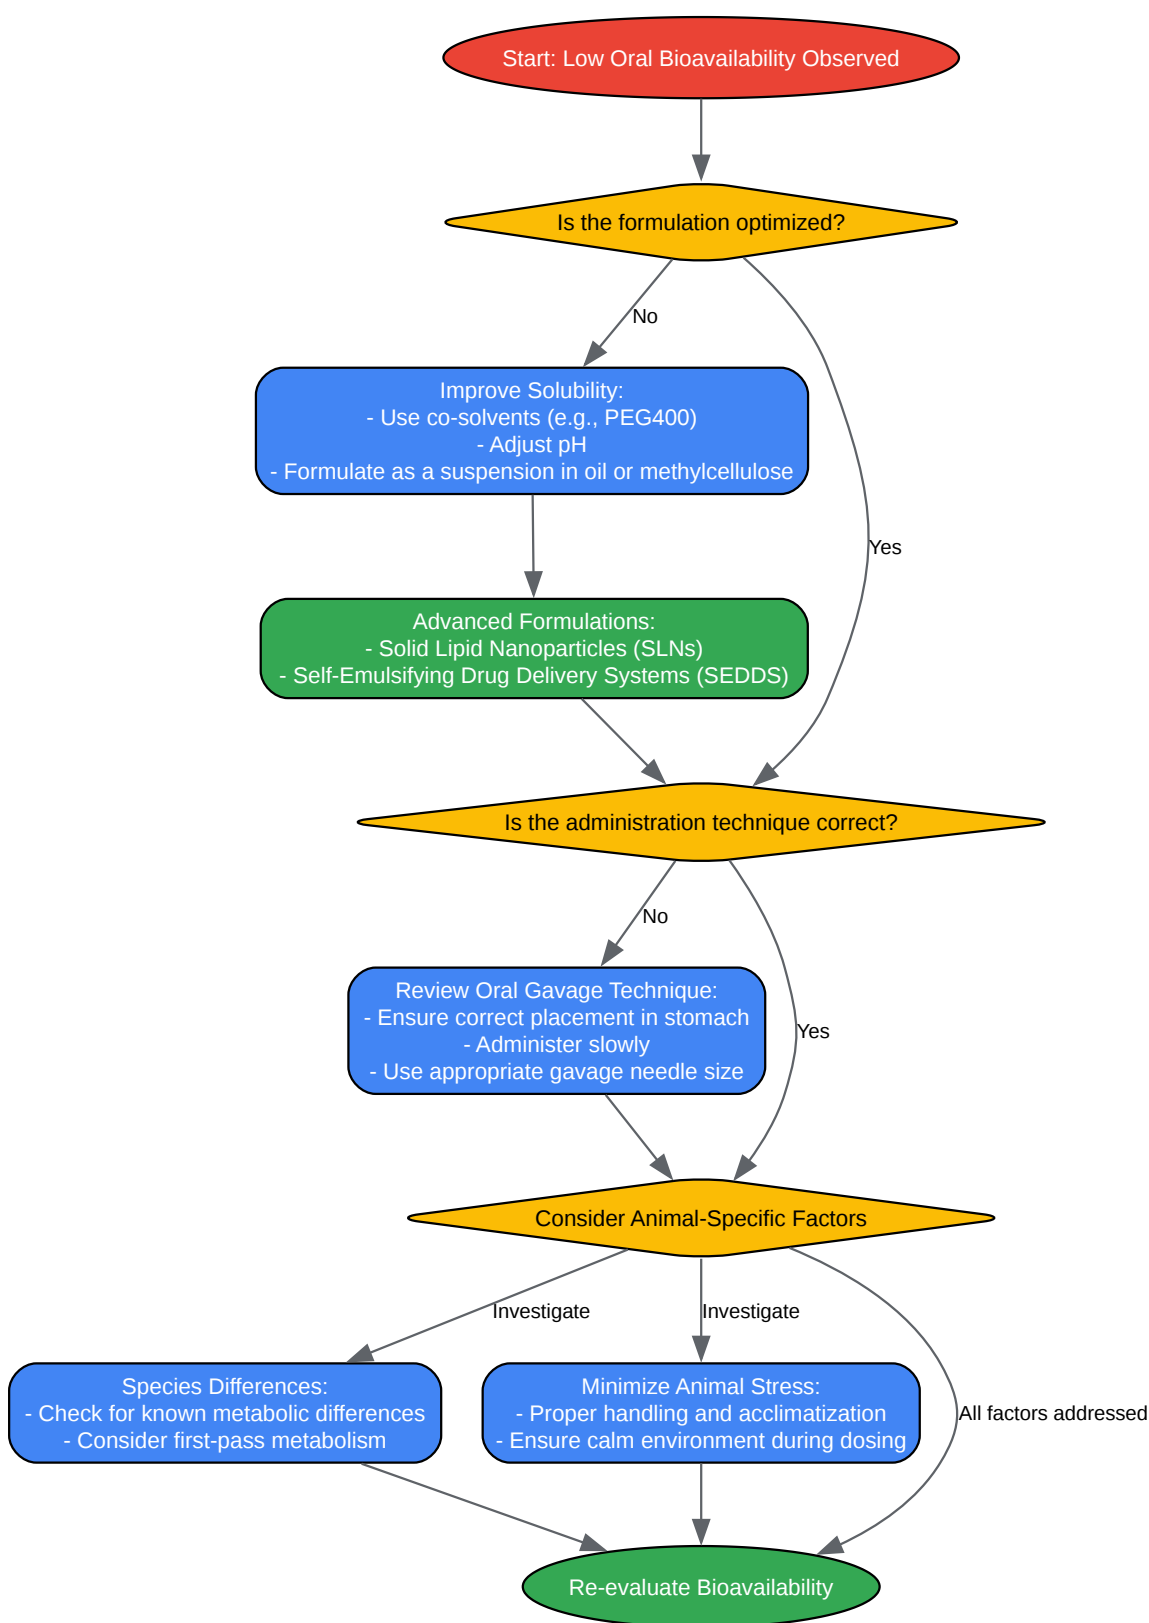 Start: Low Oral Bioavailability Observed
Is the formulation optimized?
No
Improve Solubility:
- Use co-solvents (e.g., PEG400)
- Adjust pH
- Formulate as a suspension in oil or methylcellulose
Yes
Advanced Formulations:
- Solid Lipid Nanoparticles (SLNs)
- Self-Emulsifying Drug Delivery Systems (SEDDS)
Is the administration technique correct?
No
Review Oral Gavage Technique:
- Ensure correct placement in stomach
- Administer slowly
- Use appropriate gavage needle size
Yes
Consider Animal-Specific Factors
Investigate
Investigate
Species Differences:
- Check for known metabolic differences
- Consider first-pass metabolism
Minimize Animal Stress:
- Proper handling and acclimatization
- Ensure calm environment during dosing
All factors addressed
Re-evaluate Bioavailability